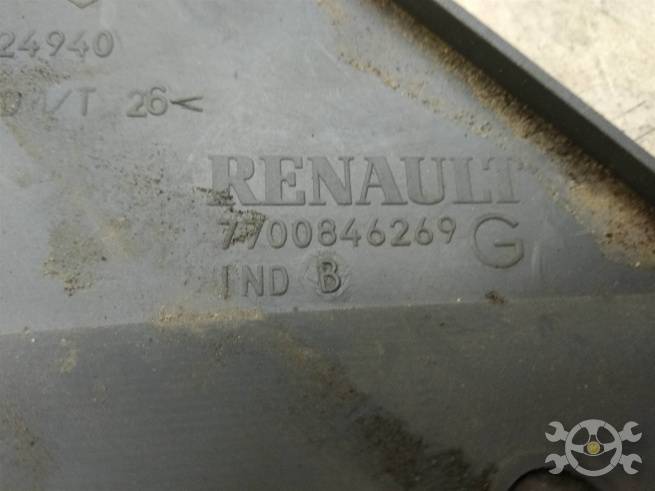 24940
/T 26<
RENAULT
7700846269 G
IND B